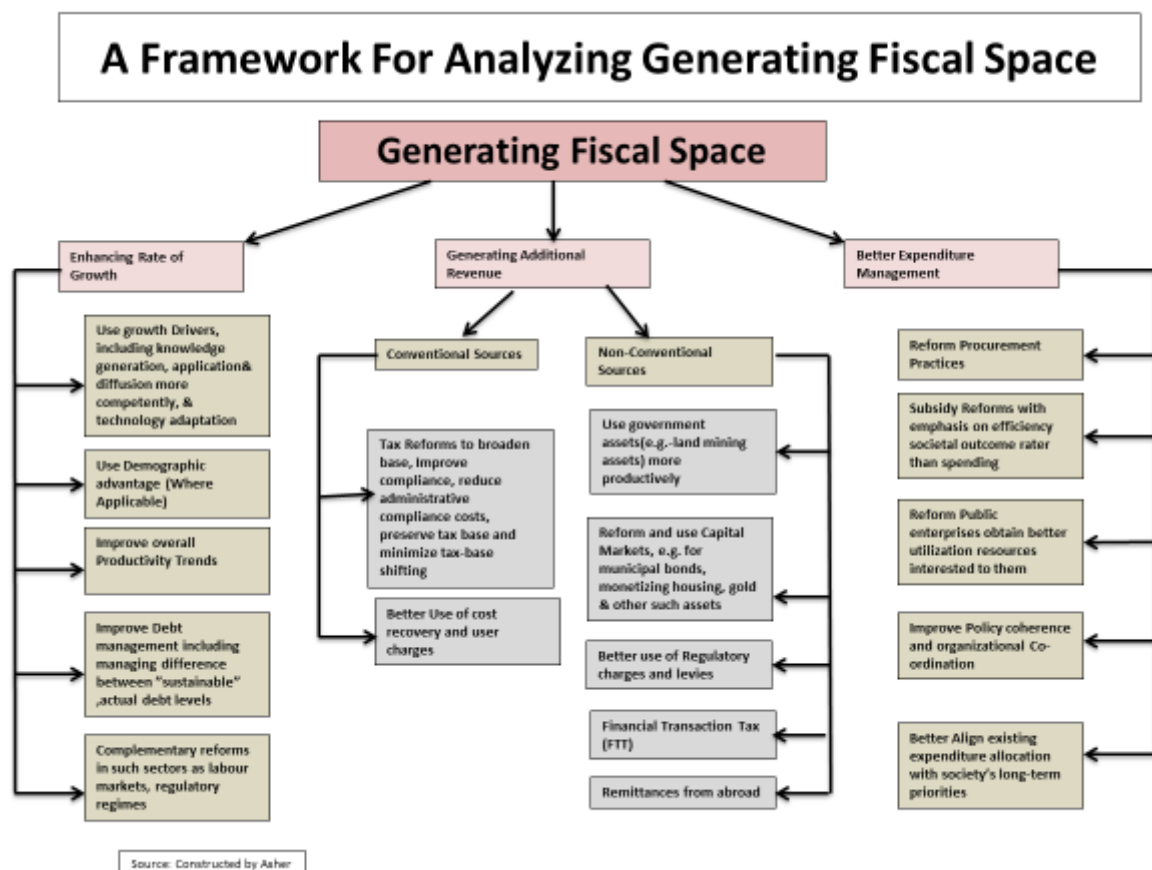 A Framework For Analyzing Generating Fiscal Space
Generating Fiscal Space
Enhancing Rate of
Growth
Use growth Drivers,
including knowledge
generation, application&
diffusion more
competently, &
technology adaptation
Use Demographic
advantage (Where
Applicable)
Improve overall
Productivity Trends
Improve Debt
management including
managing difference
between "sustainable"
,actual debt levels
Complementary reforms
in such sectors as labour
markets, regulatory
regimes
Generating Additional
Revenue
Conventional Sources
Tax Reforms to broaden
base, Improve
compliance, reduce
administrative
compliance costs,
preserve tax base and
minimize tax-base
shifting
Better Use of cost
recovery and user
charges
Non-Conventional
Sources
Use government
assets(e.g.-land mining
assets) more
productively
Reform and use Capital
Markets, e.g. for
municipal bonds,
monetizing housing, gold
& other such assets
Better use of Regulatory
charges and levies
Financial Transaction Tax
(FTT)
Remittances from abroad
Better Expenditure
Management
Reform Procurement
Practices
Subsidy Reforms with
emphasis on efficiency
societal outcome rater
than spending
Reform Public
enterprises obtain better
utilization resources
interested to them
Improve Policy coherence
and organizational Co-
ordination
Better Align existing
expenditure allocation
with society's long-term
priorities
Source: Constructed by Asher